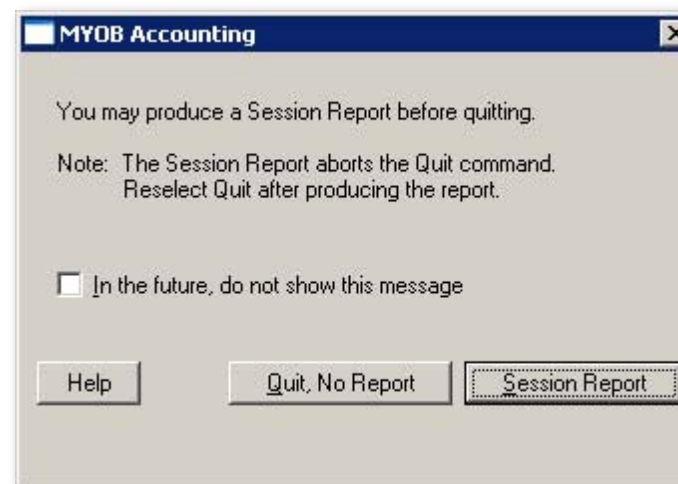 MYOB Accounting
You may produce a Session Report before quitting.
Note: The Session Report aborts the Quit command.
Reselect Quit after producing the report.
In the future, do not show this message
Help Quit, No Report Session Report